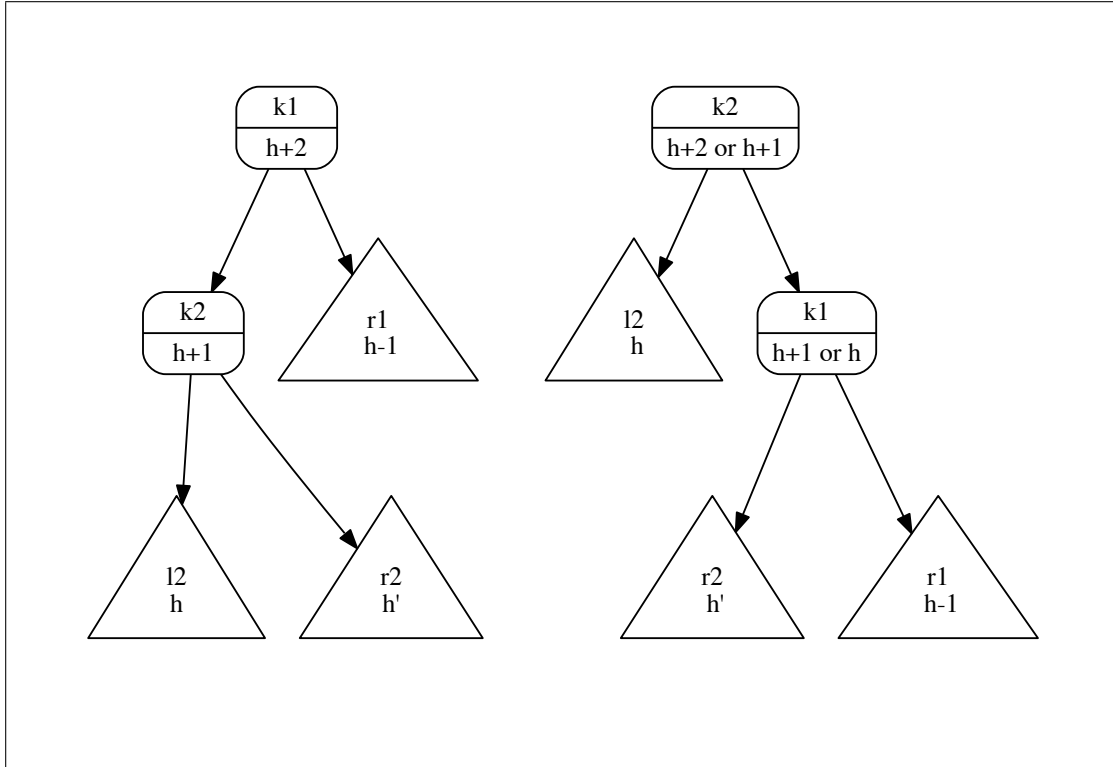 k1
h+2
k2
h+1
r1
h-1
l2
h
r2
h'
k2
h+2 or h+1
l2
h
k1
h+1 or h
r2
h'
r1
h-1